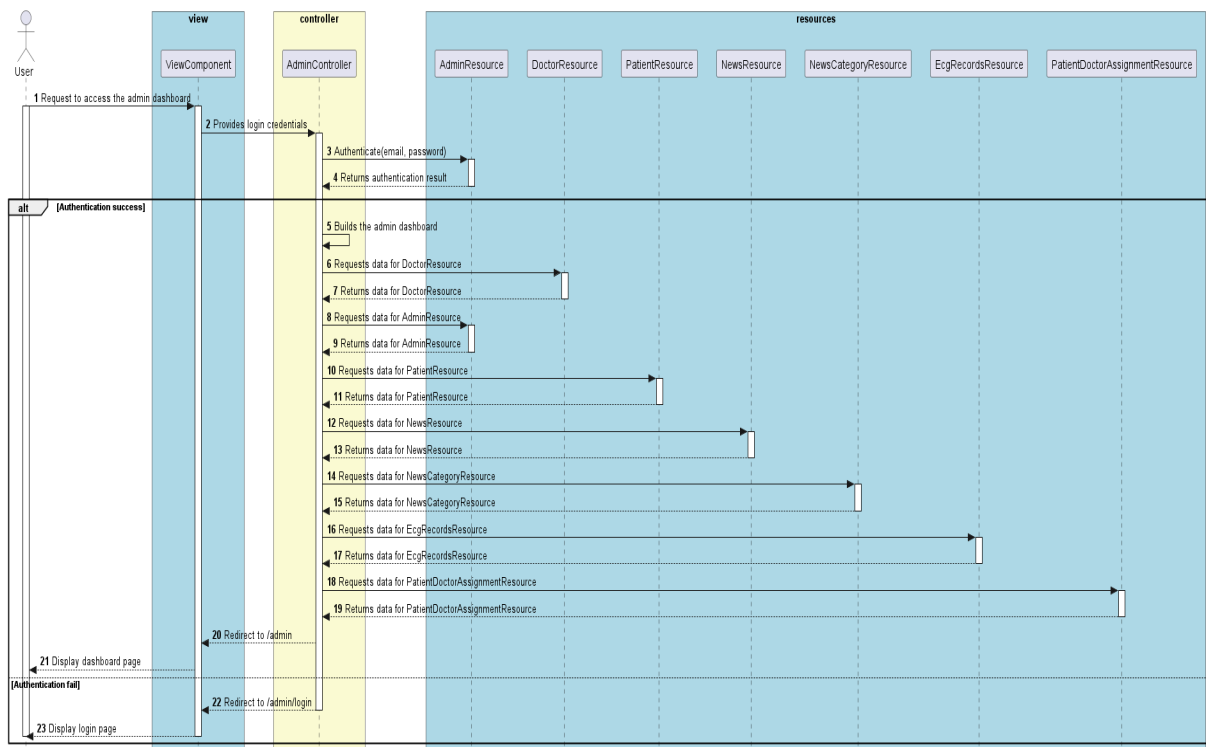 view
controller
resources
User
ViewComponent
AdminController
AdminResource
DoctorResource
PatientResource
NewsResource
NewsCategoryResource
EcgRecordsResource
PatientDoctorAssignmentResource
1 Request to access the admin dashboard
2 Provides login credentials
3 Authenticate(email, password)
4 Returns authentication result
alt [Authentication success]
5 Builds the admin dashboard
6 Requests data for DoctorResource
7 Returns data for DoctorResource
8 Requests data for AdminResource
9 Returns data for AdminResource
10 Requests data for PatientResource
11 Returns data for PatientResource
12 Requests data for NewsResource
13 Returns data for NewsResource
14 Requests data for NewsCategoryResource
15 Returns data for NewsCategoryResource
16 Requests data for EcgRecordsResource
17 Returns data for EcgRecordsResource
18 Requests data for PatientDoctorAssignmentResource
19 Returns data for PatientDoctorAssignmentResource
20 Redirect to /admin
21 Display dashboard page
[Authentication fail]
22 Redirect to /admin/login
23 Display login page